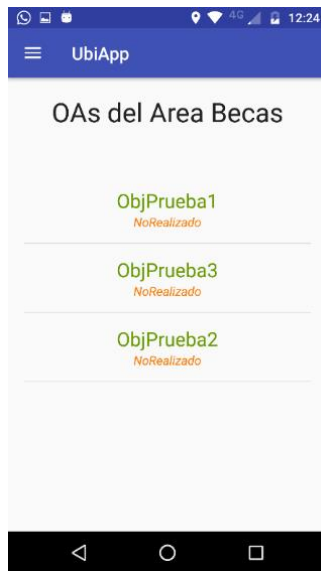 4G 12:24
UbiApp
OAs del Area Becas
ObjPrueba1
NoRealizado
ObjPrueba3
NoRealizado
ObjPrueba2
NoRealizado